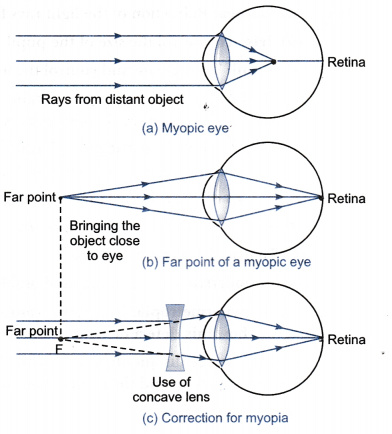 Retina
Rays from distant object
(a) Myopic eye
Far point
Retina
Bringing the
object close
to eye
(b) Far point of a myopic eye
Far point
F
Retina
Use of
concave lens
(c) Correction for myopia